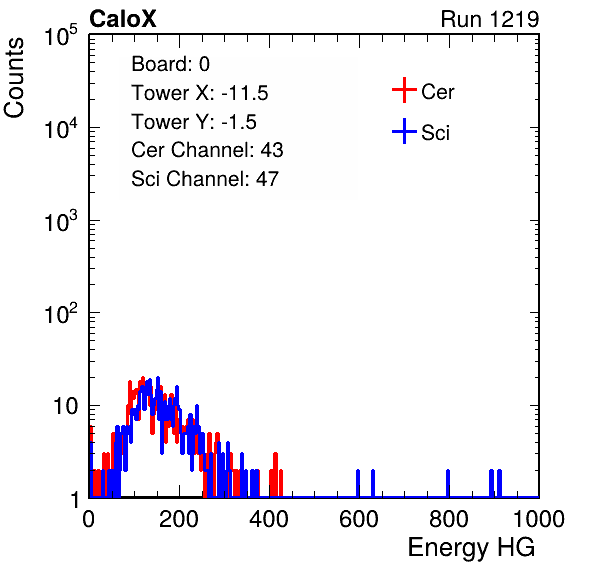 CaloX Run 1219
Counts
10^5
10^4
10^3
10^2
10
1
Board: 0
Tower X: -11.5
Tower Y: -1.5
Cer Channel: 43
Sci Channel: 47
Cer
Sci
0 200 400 600 800 1000
Energy HG